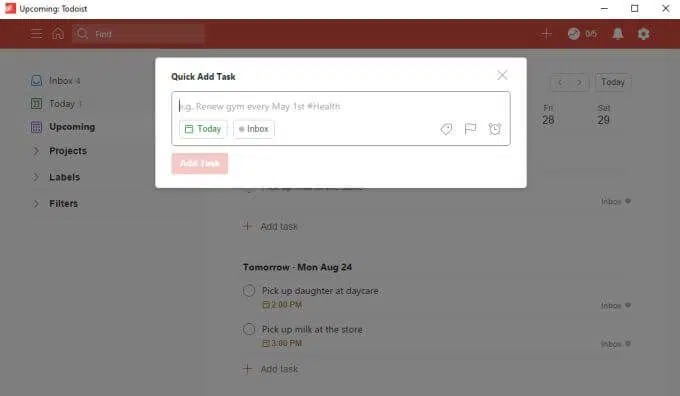 Upcoming: Todoist
Find
0/5
Inbox 4
Today 1
Upcoming
Projects
Labels
Filters
Quick Add Task
e.g. Renew gym every May 1st #Health
Today
Inbox
Add Task
Today
Fri
28
Sat
29
Inbox
Add task
Tomorrow - Mon Aug 24
Pick up daughter at daycare
2:00 PM
Inbox
Pick up milk at the store
3:00 PM
Inbox
Add task